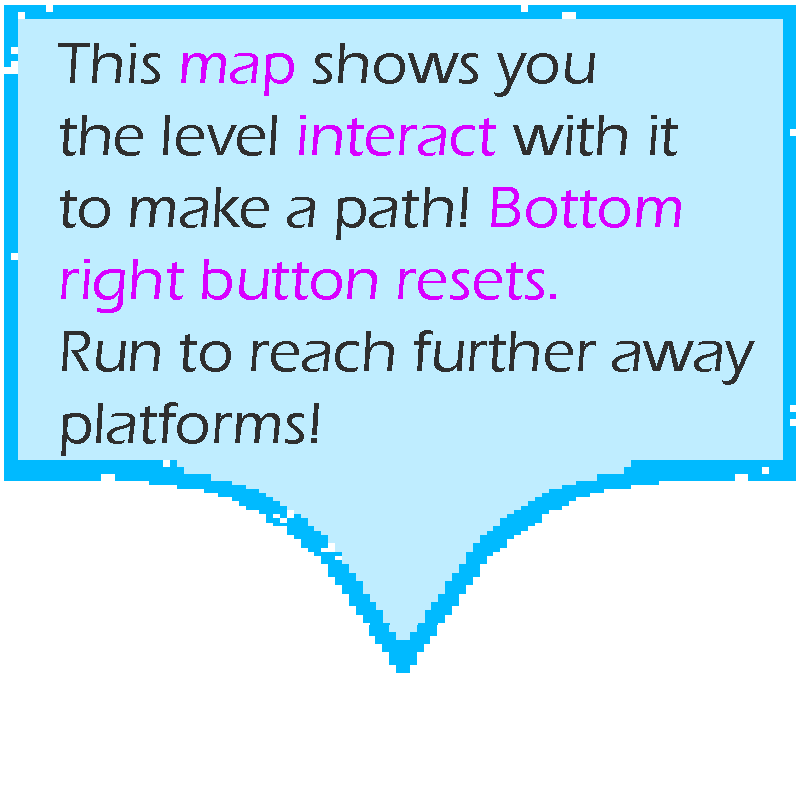 This map shows you
the level interact with it
to make a path! Bottom
right button resets.
Run to reach further away
platforms!